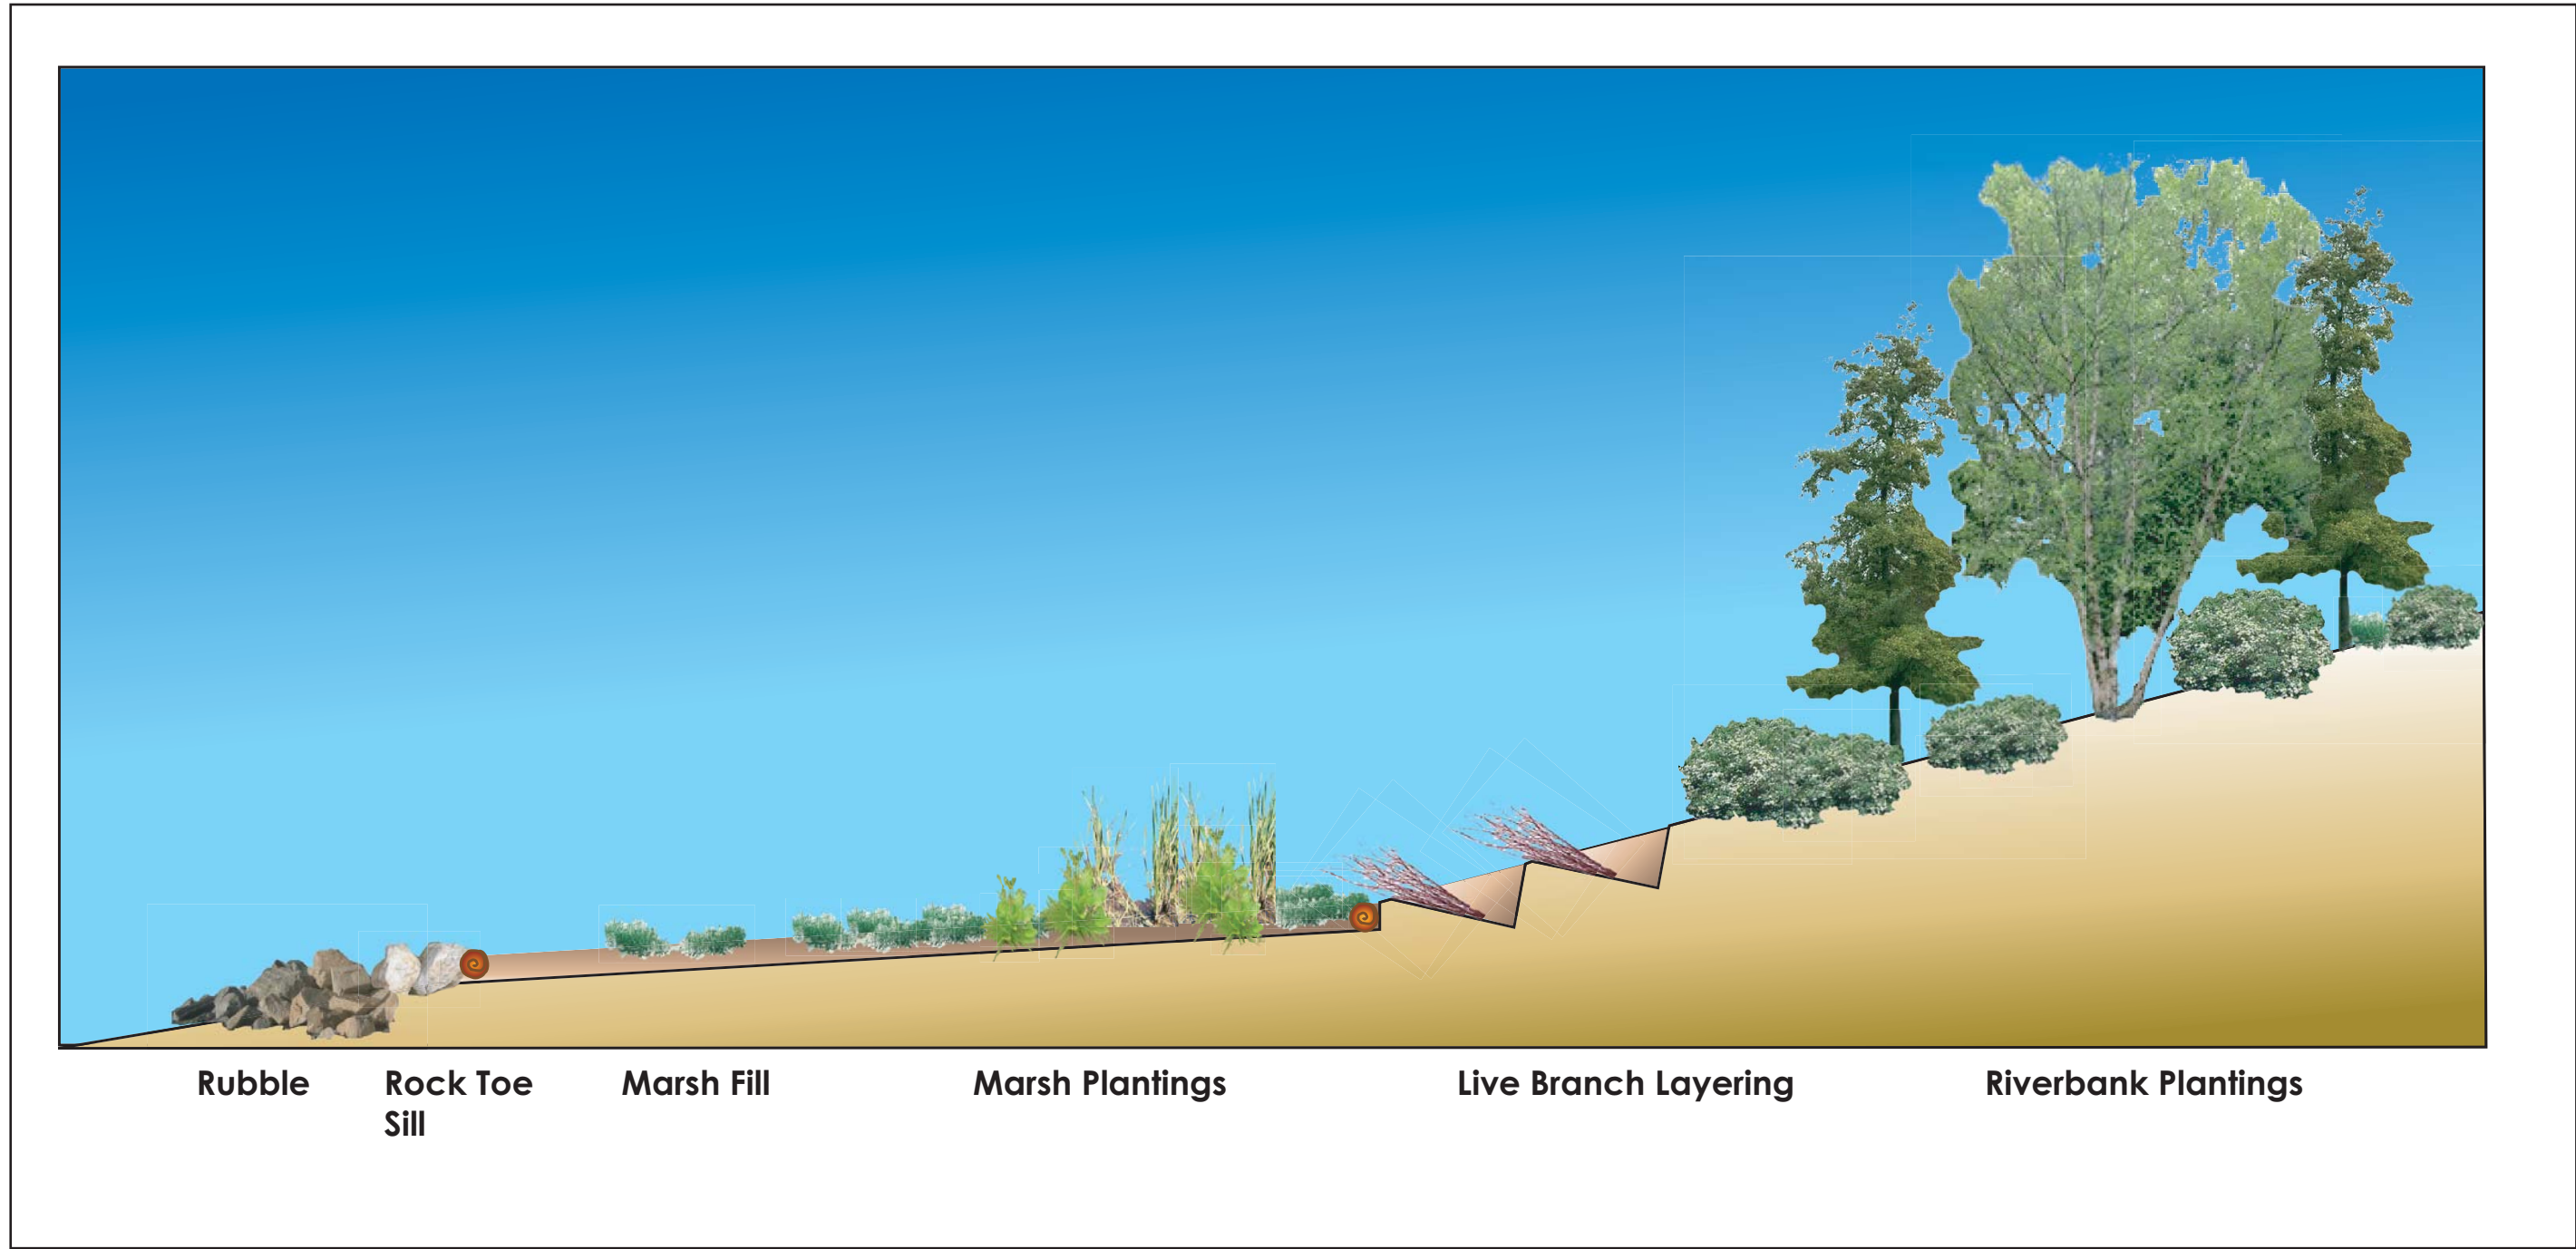 Rubble
Rock Toe
Sill
Marsh Fill
Marsh Plantings
Live Branch Layering
Riverbank Plantings